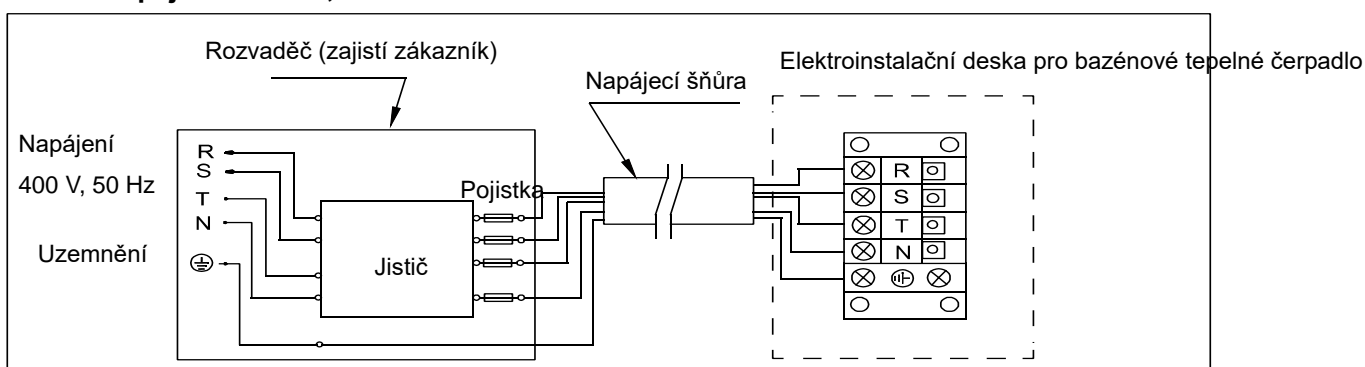 Rozvaděč (zajistí zákazník)
Elektroinstalační deska pro bazénové tepelné čerpadlo
Napájecí šňůra
Napájení
400 V, 50 Hz
Uzemnění
R
S
T
N
Pojistka
Jistič
R
S
T
N